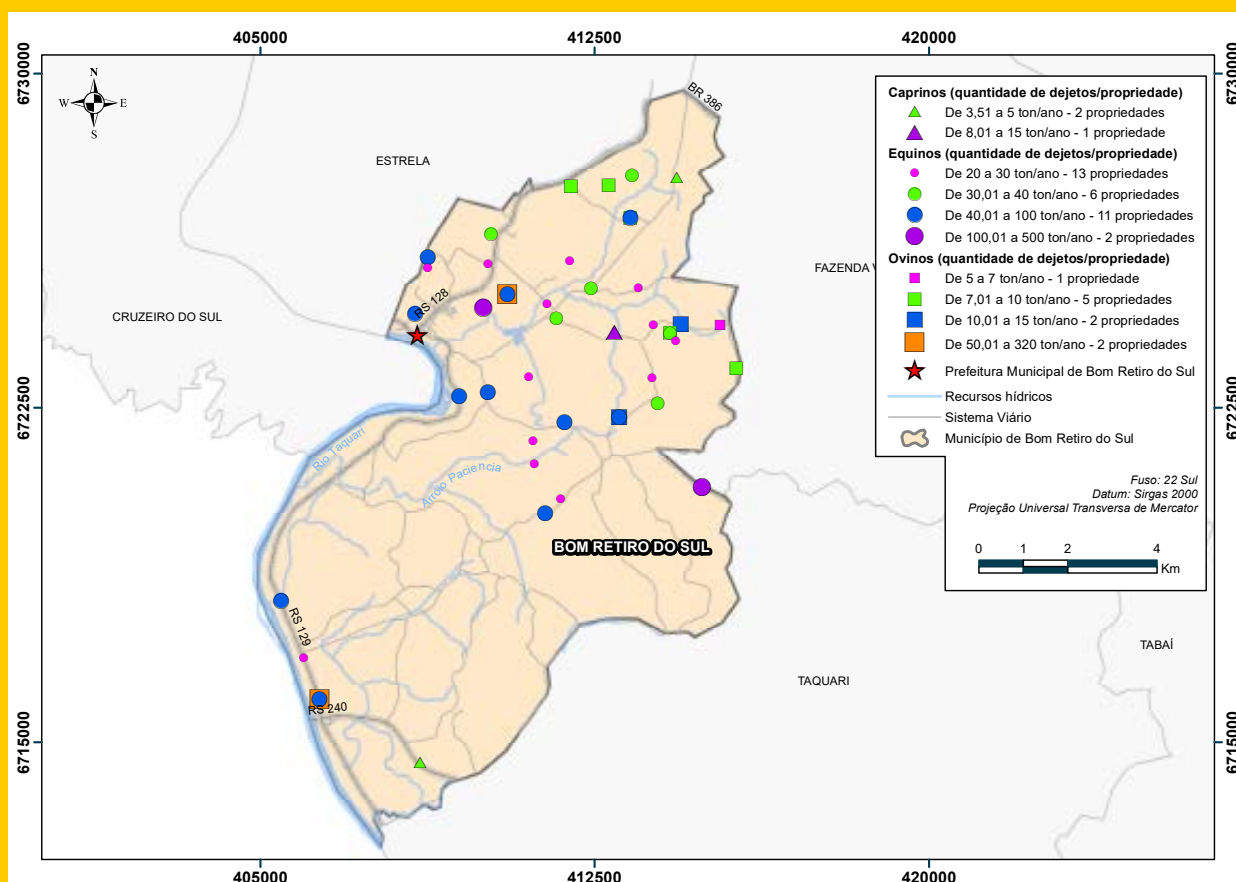 405000
412500
420000
6730000
6730000
N
W
E
S
BR 386
ESTRELA
Caprinos (quantidade de dejetos/propriedade)
De 3,51 a 5 ton/ano - 2 propriedades
De 8,01 a 15 ton/ano - 1 propriedade
Equinos (quantidade de dejetos/propriedade)
De 20 a 30 ton/ano - 13 propriedades
De 30,01 a 40 ton/ano - 6 propriedades
De 40,01 a 100 ton/ano - 11 propriedades
De 100,01 a 500 ton/ano - 2 propriedades
Ovinos (quantidade de dejetos/propriedade)
De 5 a 7 ton/ano - 1 propriedade
De 7,01 a 10 ton/ano - 5 propriedades
De 10,01 a 15 ton/ano - 2 propriedades
De 50,01 a 320 ton/ano - 2 propriedades
Prefeitura Municipal de Bom Retiro do Sul
Recursos hídricos
Sistema Viário
Município de Bom Retiro do Sul
FAZENDA V
CRUZEIRO DO SUL
RS 128
6722500
6722500
Rio Taquari
Arroio Paciencia
Fuso: 22 Sul
Datum: Sirgas 2000
Projeção Universal Transversa de Mercator
0 1 2 4
Km
BOM RETIRO DO SUL
RS 129
TABAÍ
TAQUARI
RS 240
6715000
6715000
405000
412500
420000